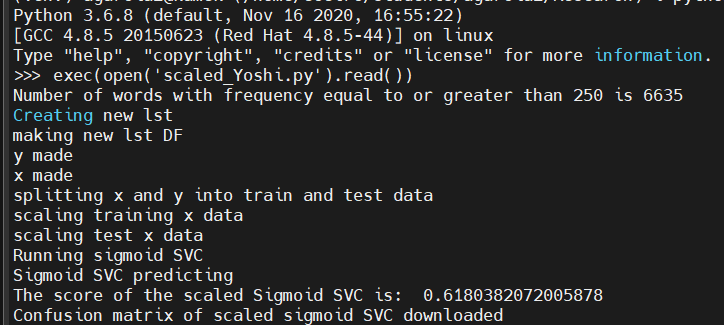 Python 3.6.8 (default, Nov 16 2020, 16:55:22)
[GCC 4.8.5 20150623 (Red Hat 4.8.5-44)] on linux
Type "help", "copyright", "credits" or "license" for more information.
>>> exec(open('scaled_Yoshi.py').read())
Number of words with frequency equal to or greater than 250 is 6635
Creating new lst
making new lst DF
y made
x made
splitting x and y into train and test data
scaling training x data
scaling test x data
Running sigmoid SVC
Sigmoid SVC predicting
The score of the scaled Sigmoid SVC is:  0.6180382072005878
Confusion matrix of scaled sigmoid SVC downloaded